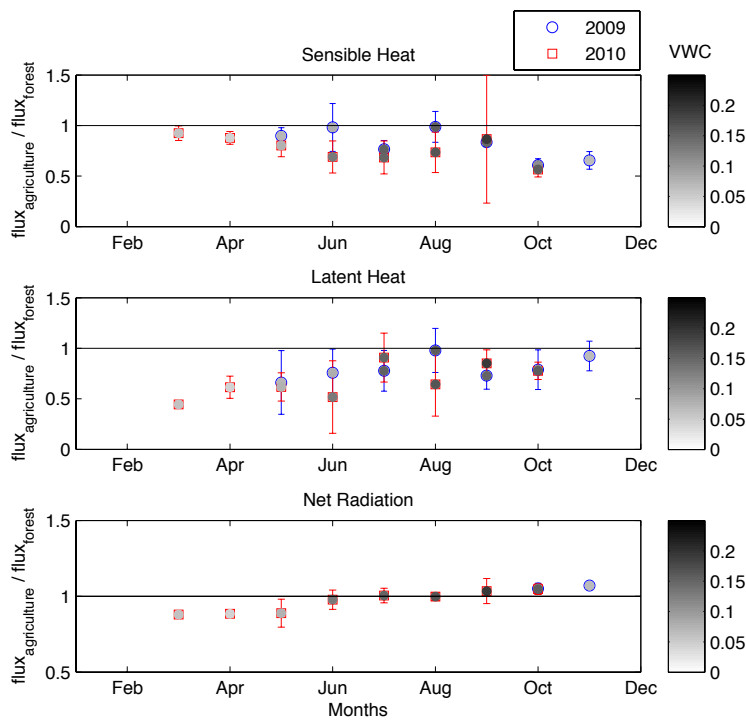 2009
2010
Sensible Heat
VWC
flux_agriculture / flux_forest
1.5
1
0.5
0
Feb Apr Jun Aug Oct Dec
0.2
0.15
0.1
0.05
0
Latent Heat
flux_agriculture / flux_forest
1.5
1
0.5
0
Feb Apr Jun Aug Oct Dec
0.2
0.15
0.1
0.05
0
Net Radiation
flux_agriculture / flux_forest
1.5
1
0.5
Feb Apr Jun Aug Oct Dec
Months
0.2
0.15
0.1
0.05
0